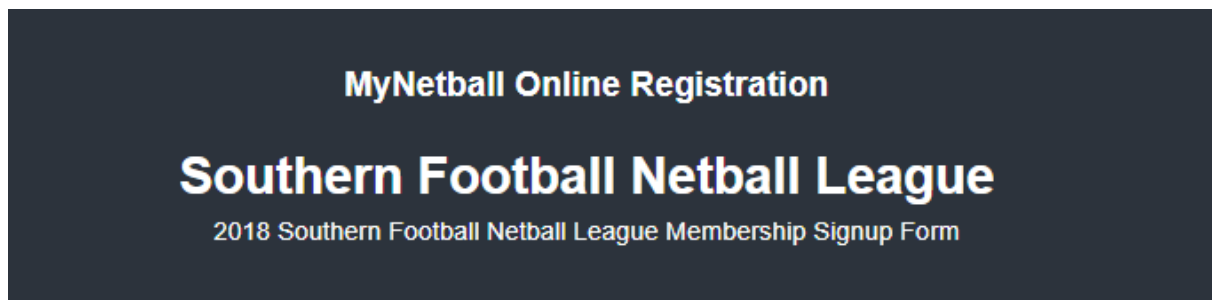 MyNetball Online Registration
Southern Football Netball League
2018 Southern Football Netball League Membership Signup Form